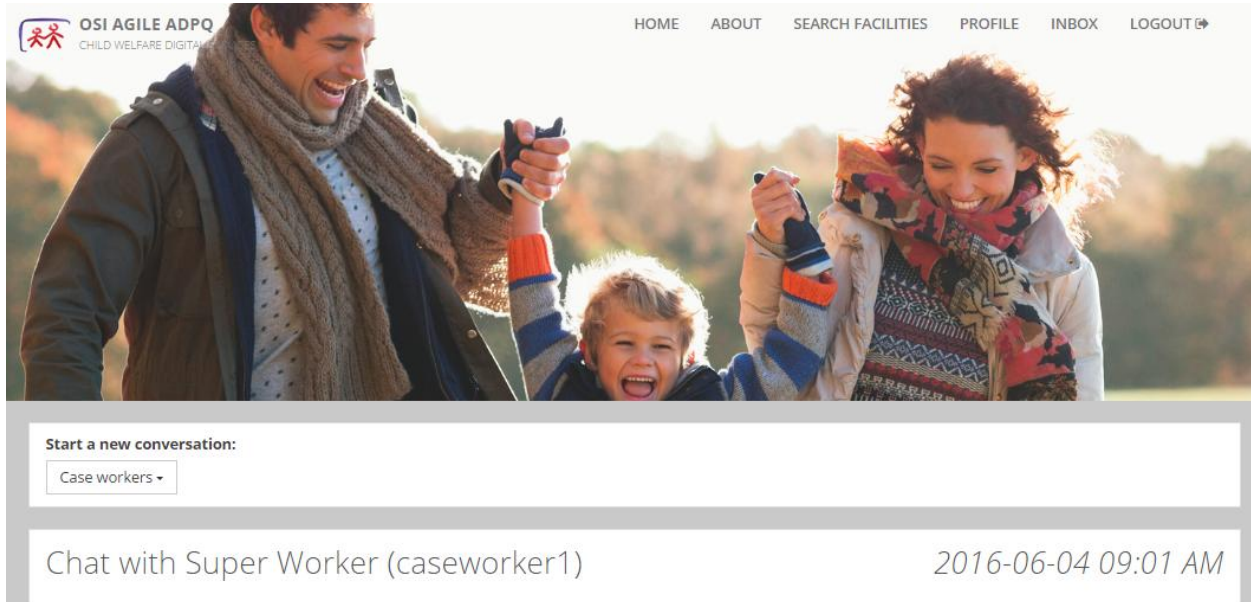 OSI AGILE ADPQ
CHILD WELFARE DIGITAL
HOME ABOUT SEARCH FACILITIES PROFILE INBOX LOGOUT
Start a new conversation:
Case workers
Chat with Super Worker (caseworker1) 2016-06-04 09:01 AM